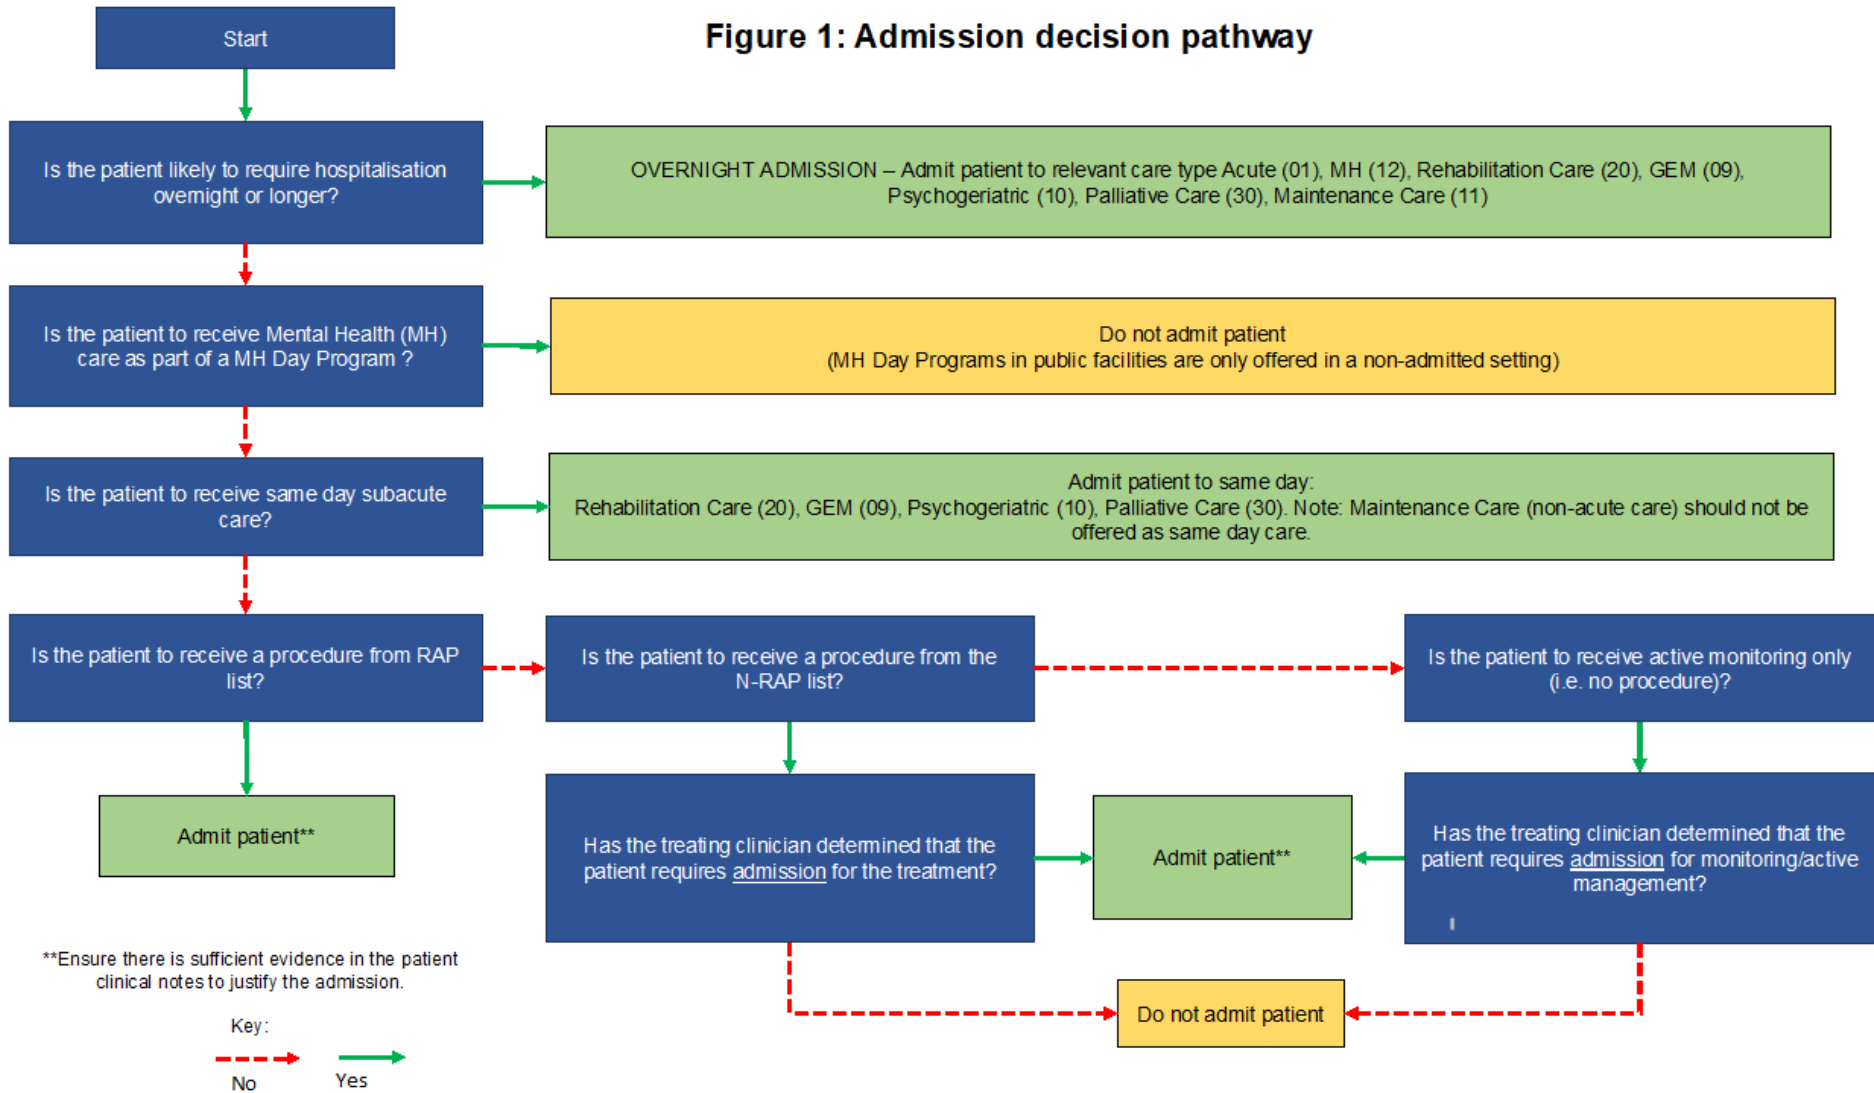 Figure 1: Admission decision pathway
Start
Is the patient likely to require hospitalisation
overnight or longer?
OVERNIGHT ADMISSION – Admit patient to relevant care type Acute (01), MH (12), Rehabilitation Care (20), GEM (09),
Psychogeriatric (10), Palliative Care (30), Maintenance Care (11)
Is the patient to receive Mental Health (MH)
care as part of a MH Day Program ?
Do not admit patient
(MH Day Programs in public facilities are only offered in a non-admitted setting)
Is the patient to receive same day subacute
care?
Admit patient to same day:
Rehabilitation Care (20), GEM (09), Psychogeriatric (10), Palliative Care (30). Note: Maintenance Care (non-acute care) should not be
offered as same day care.
Is the patient to receive a procedure from RAP
list?
Is the patient to receive a procedure from the
N-RAP list?
Is the patient to receive active monitoring only
(i.e. no procedure)?
Admit patient**
Has the treating clinician determined that the
patient requires admission for the treatment?
Admit patient**
Has the treating clinician determined that the
patient requires admission for monitoring/active
management?
**Ensure there is sufficient evidence in the patient
clinical notes to justify the admission.
Do not admit patient
Key:
No
Yes